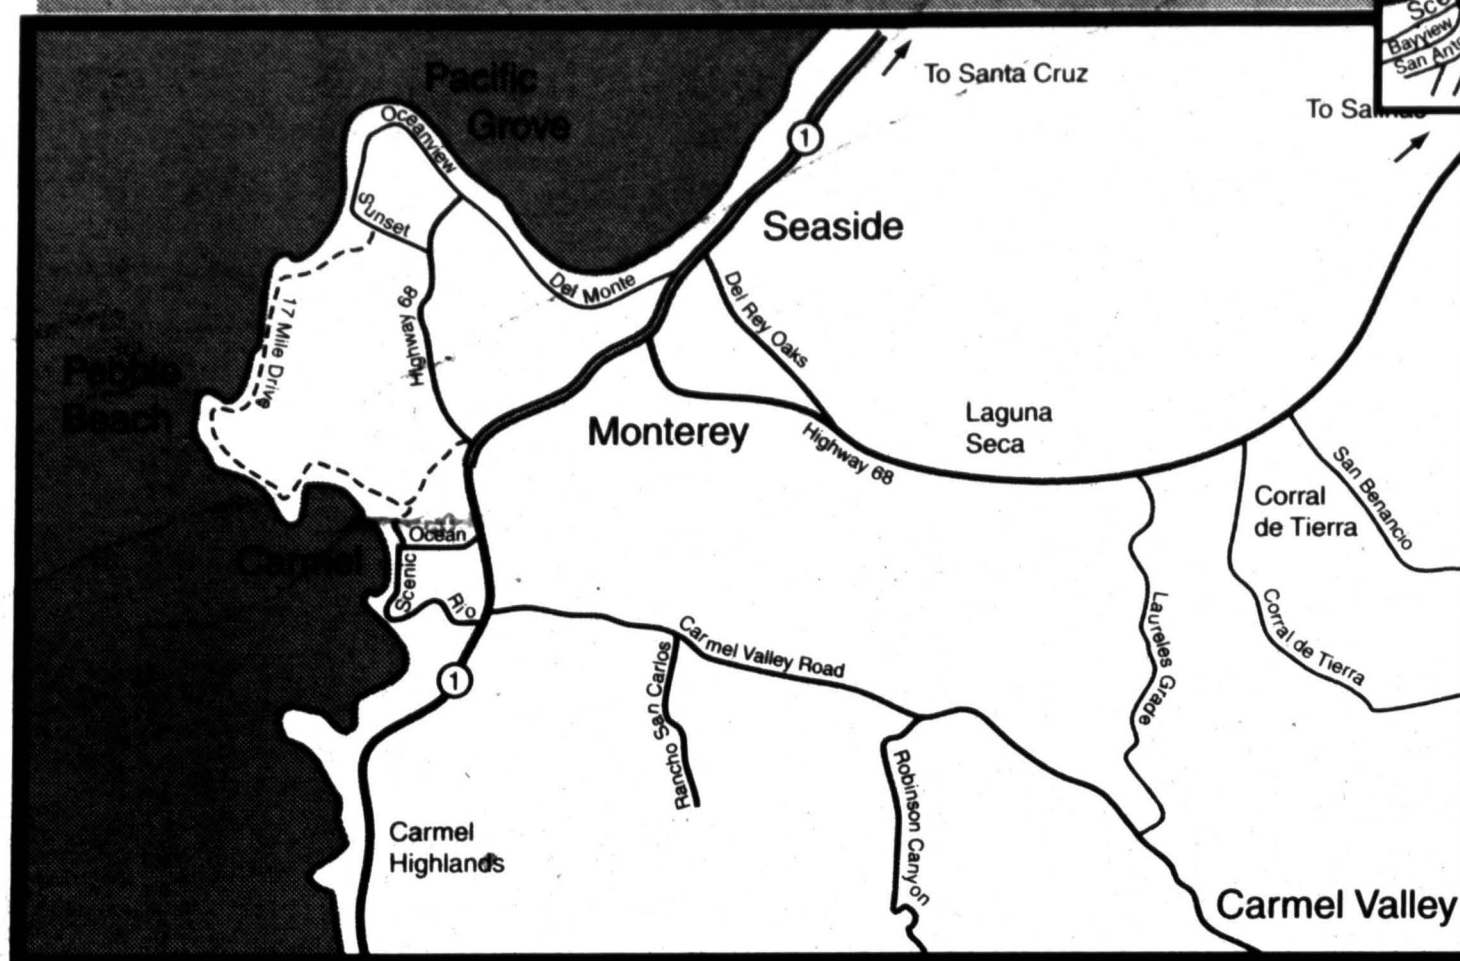 Bayview
To Santa Cruz
Pacific
Grove
Oceanview
1
Sunset
Seaside
Del Monte
Del Rey Oaks
17 Mile Drive
Highway 68
Pebble
Beach
Monterey
Highway 68
Laguna
Seca
San Benancio
Corral
de Tierra
Ocean
Carmel
Scenic
Rio
Laureles Grade
Corral de Tierra
Carmel Valley Road
Rancho San Carlos
1
Robinson Canyon
Carmel
Highlands
Carmel Valley